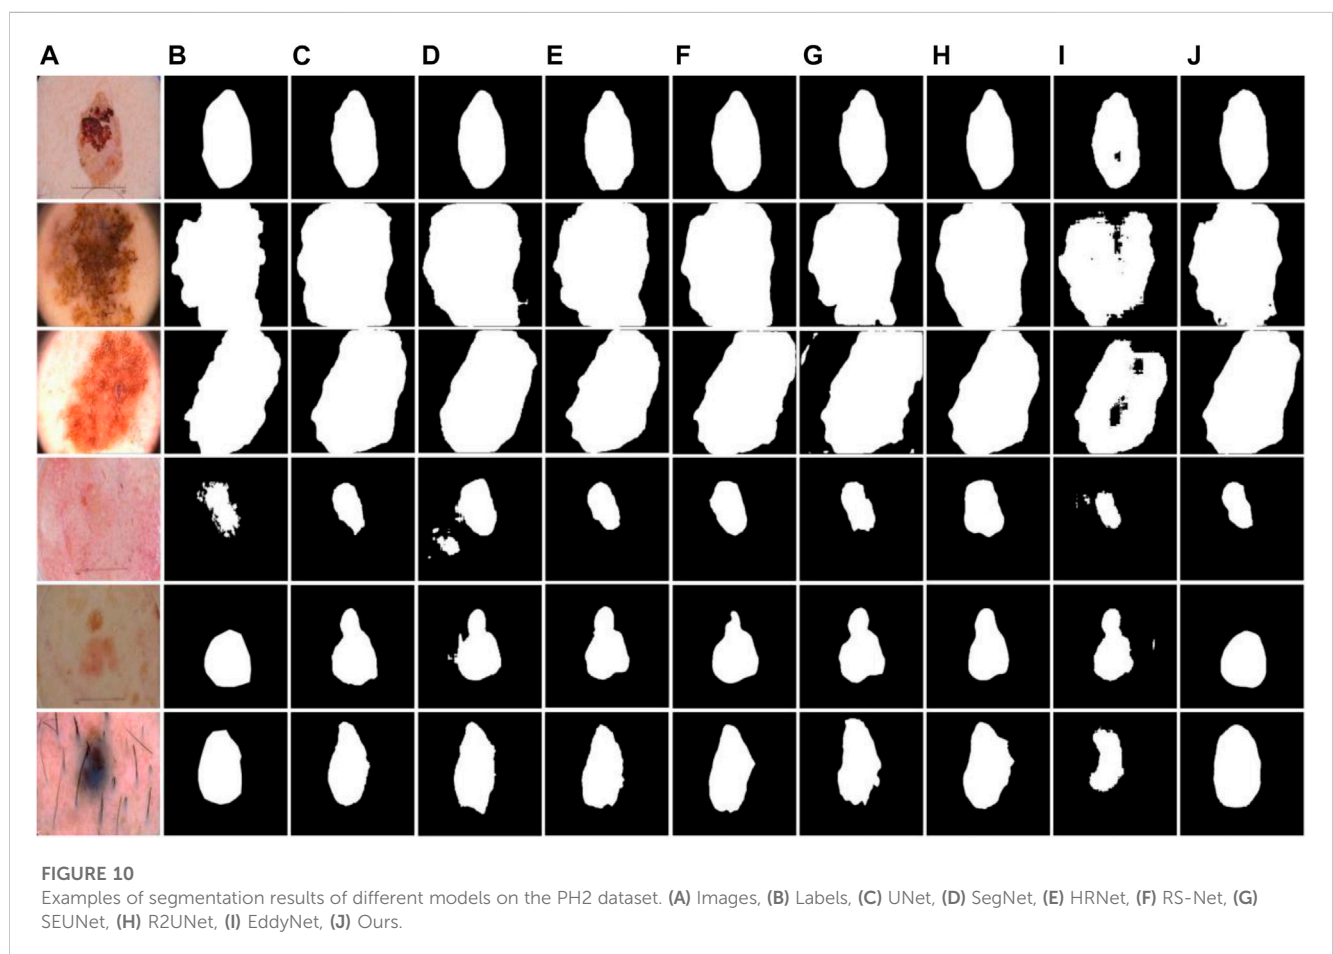 A B C D E F G H I J
FIGURE 10
Examples of segmentation results of different models on the PH2 dataset. (A) Images, (B) Labels, (C) UNet, (D) SegNet, (E) HRNet, (F) RS-Net, (G)
SEUNet, (H) R2UNet, (I) EddyNet, (J) Ours.